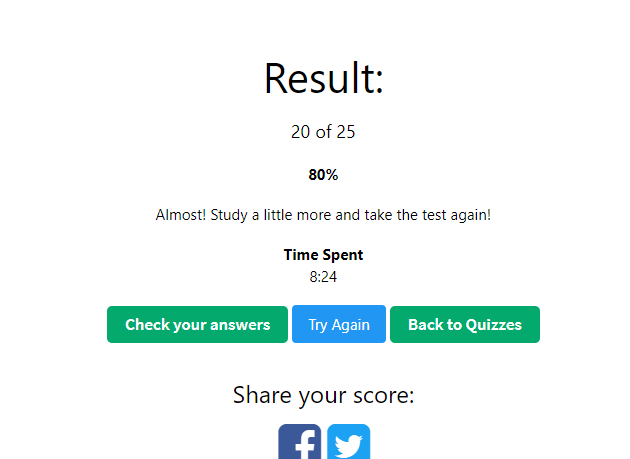 Result:
20 of 25
80%
Almost! Study a little more and take the test again!
Time Spent
8:24
Check your answers
Try Again
Back to Quizzes
Share your score: